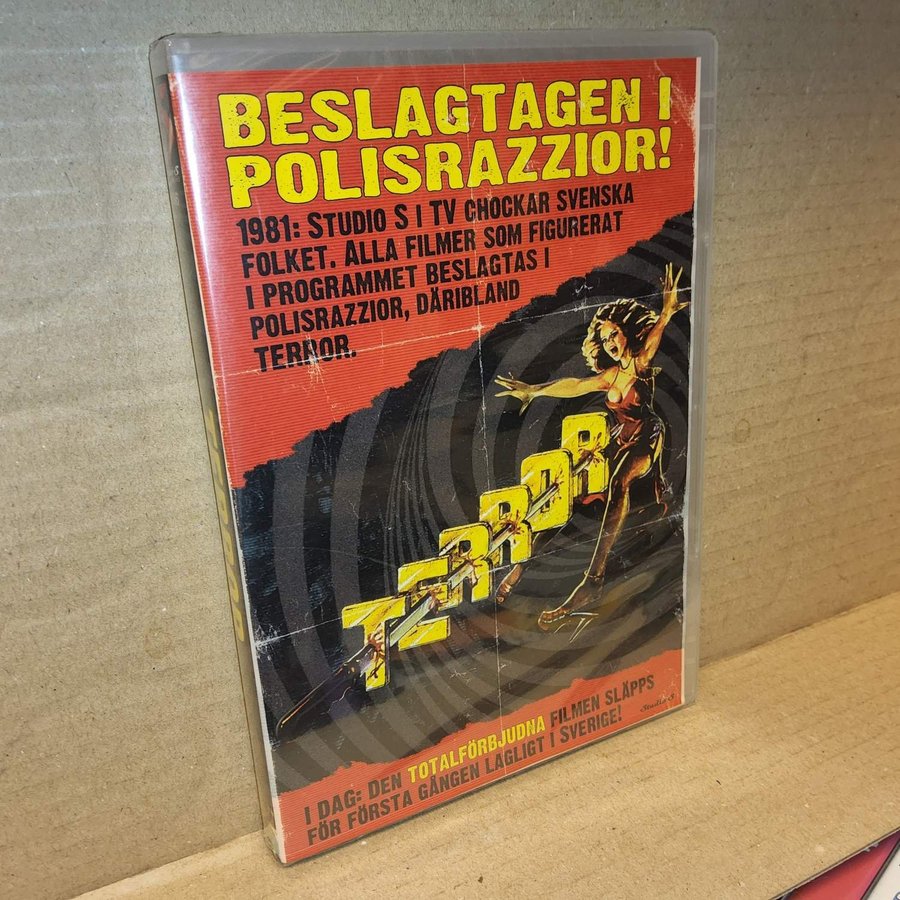 BESLAGTAGEN I
POLISRAZZIOR!
1981: STUDIO S I TV CHOCKAR SVENSKA
FOLKET. ALLA FILMER SOM FIGURERAT
I PROGRAMMET BESLAGTAS I
POLISRAZZIOR, DÄRIBLAND
TERROR.
TERROR
Studio S
I DAG: DEN TOTALFÖRBJUDNA FILMEN SLÄPPS
FÖR FÖRSTA GÅNGEN LAGLIGT I SVERIGE!